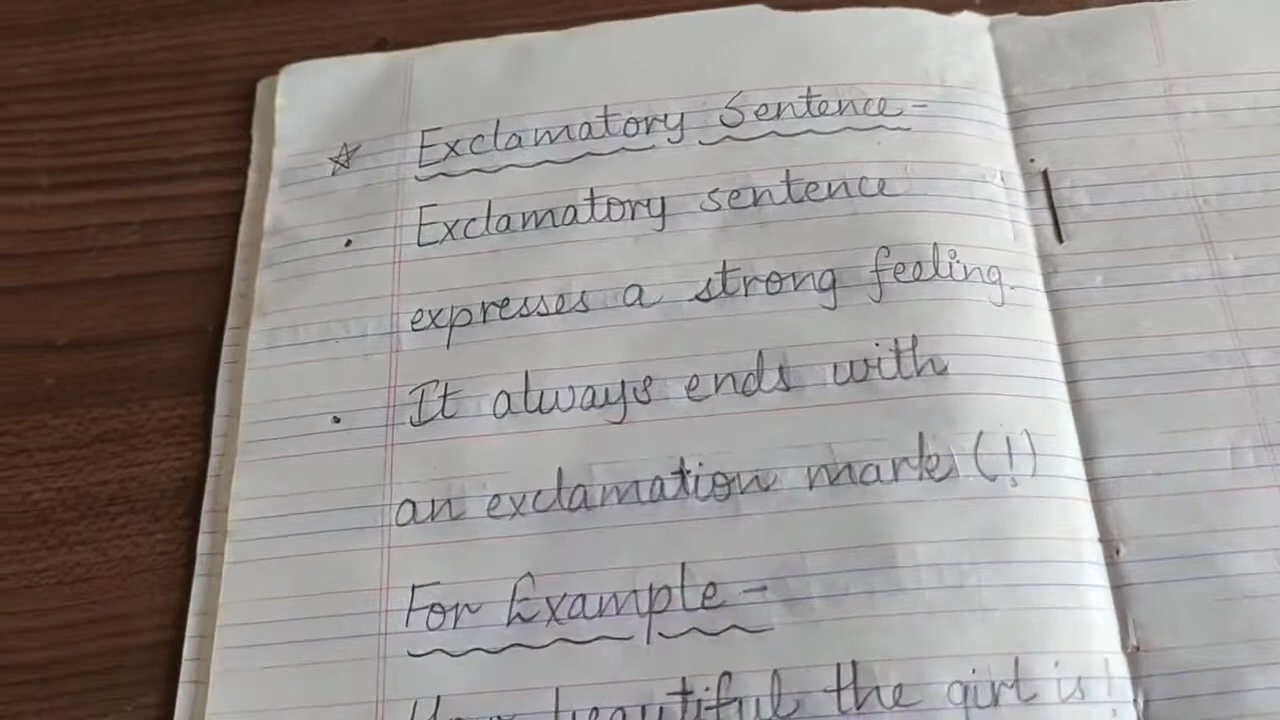 ☆ Exclamatory Sentence-
. Exclamatory sentence
expresses a strong feeling.
. It always ends with
an exclamation mark (!)
For Example-
How beautiful the girl is!